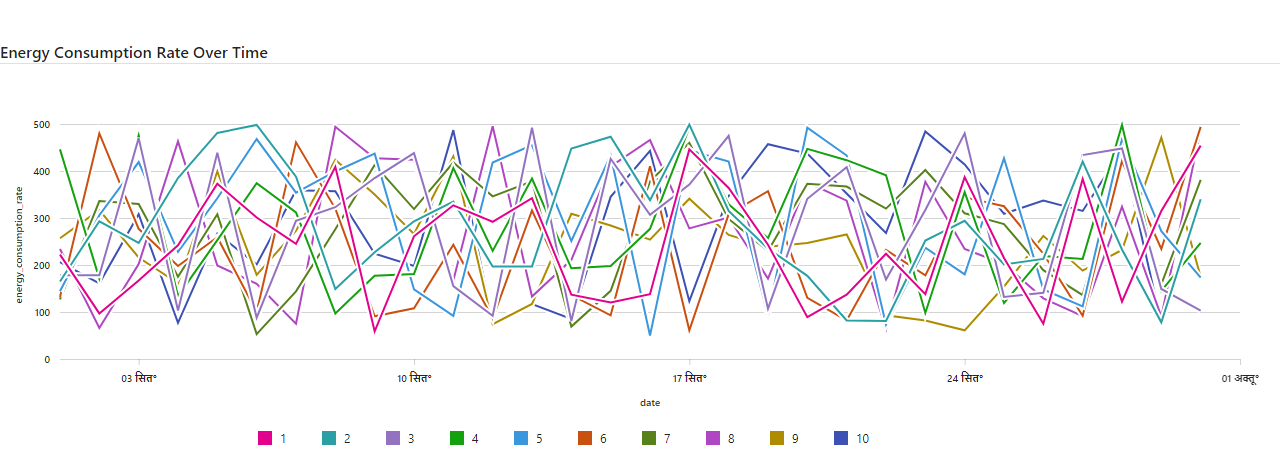 Energy Consumption Rate Over Time
energy_consumption_rate
500
400
300
200
100
0
03 सित॰
10 सित॰
17 सित॰
24 सित॰
01 अक्तू॰
date
1 2 3 4 5 6 7 8 9 10